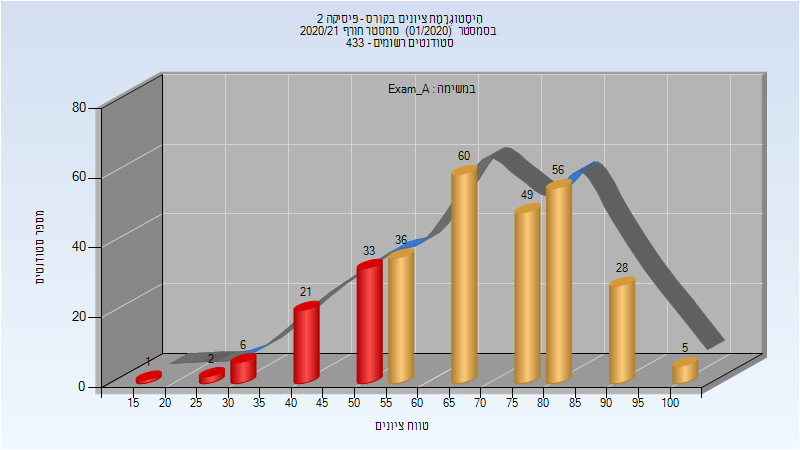 היסטוגרמת ציונים בקורס - פיסיקה 2
בסמסטר (01/2020) סמסטר חורף 2020/21
סטודנטים רשומים - 433
במשימה : Exam_A
מספר סטודנטים
80
60
40
20
0
1
2
6
21
33
36
60
49
56
28
5
15 20 25 30 35 40 45 50 55 60 65 70 75 80 85 90 95 100
טווח ציונים